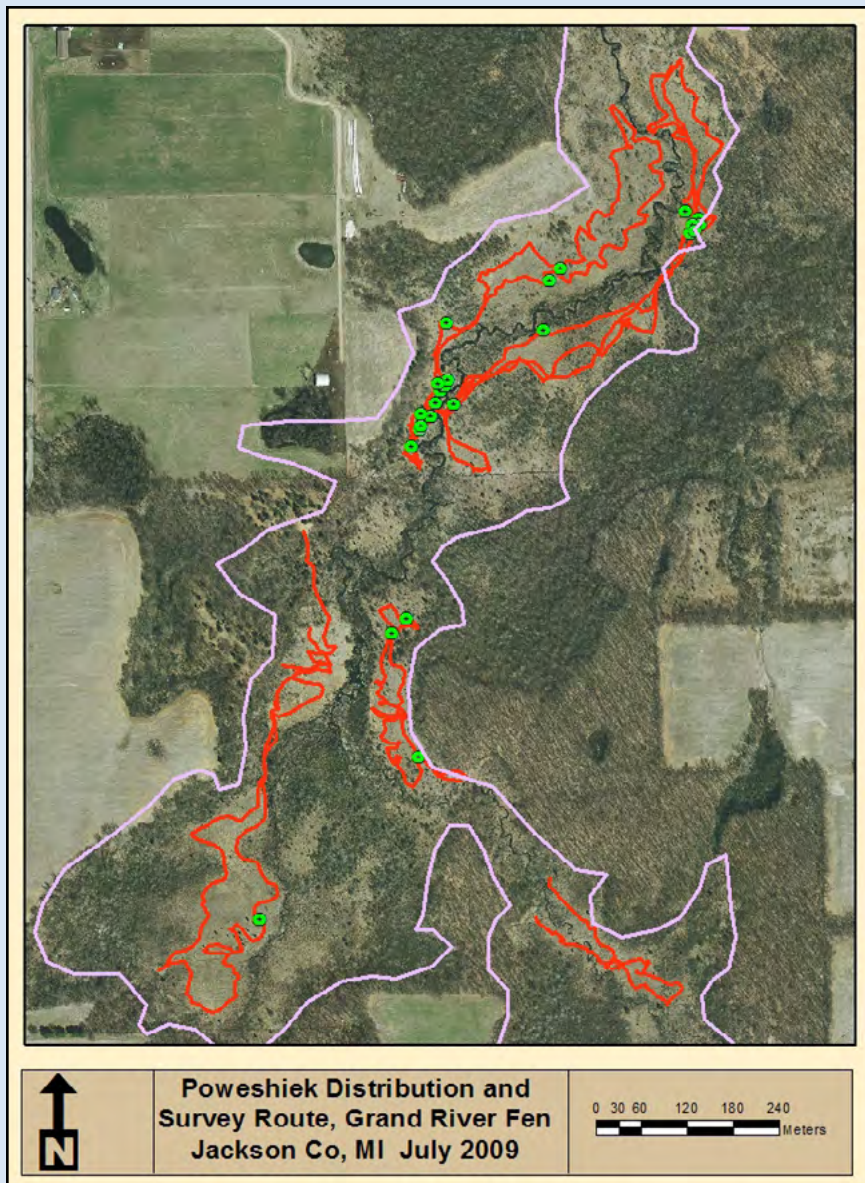 N
Poweshiek Distribution and
Survey Route, Grand River Fen
Jackson Co, MI July 2009
0 30 60 120 180 240
Meters